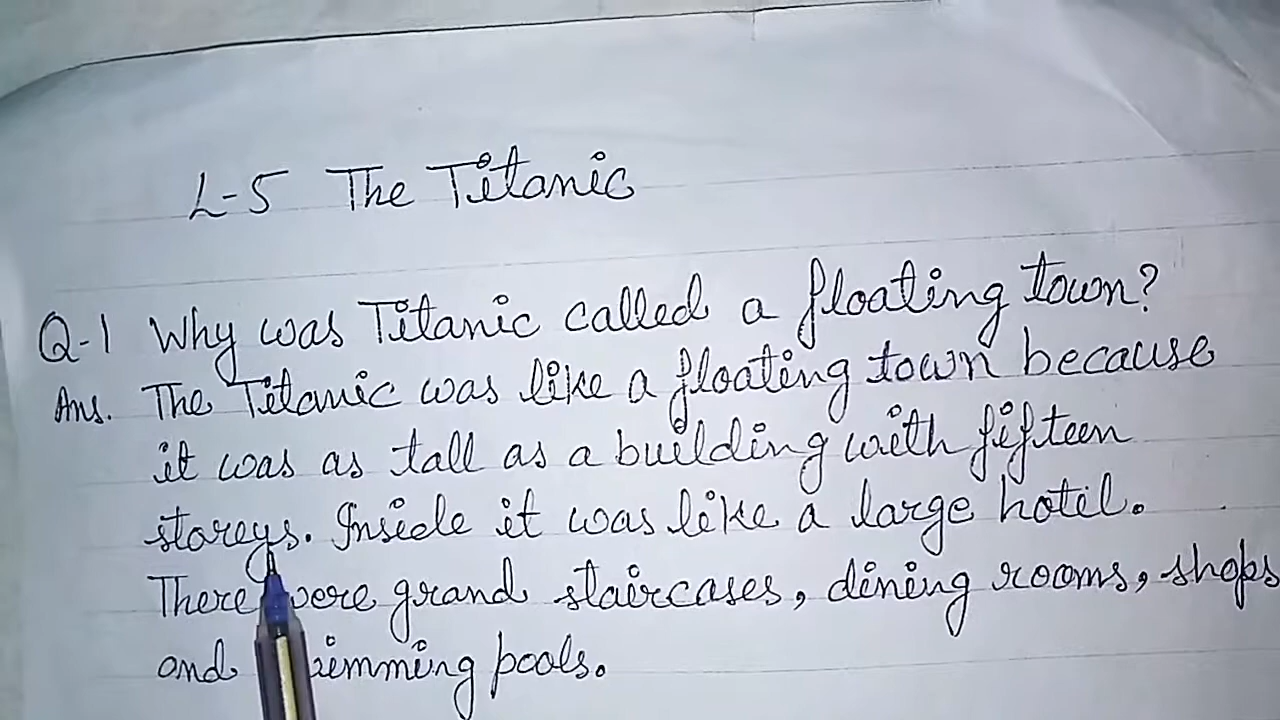 L-5 The Titanic
Q-1 Why was Titanic called a floating town?
Ans. The Titanic was like a floating town because
it was as tall as a building with fifteen
storeys. Inside it was like a large hotel.
There were grand staircases, dining rooms, shops
and swimming pools.